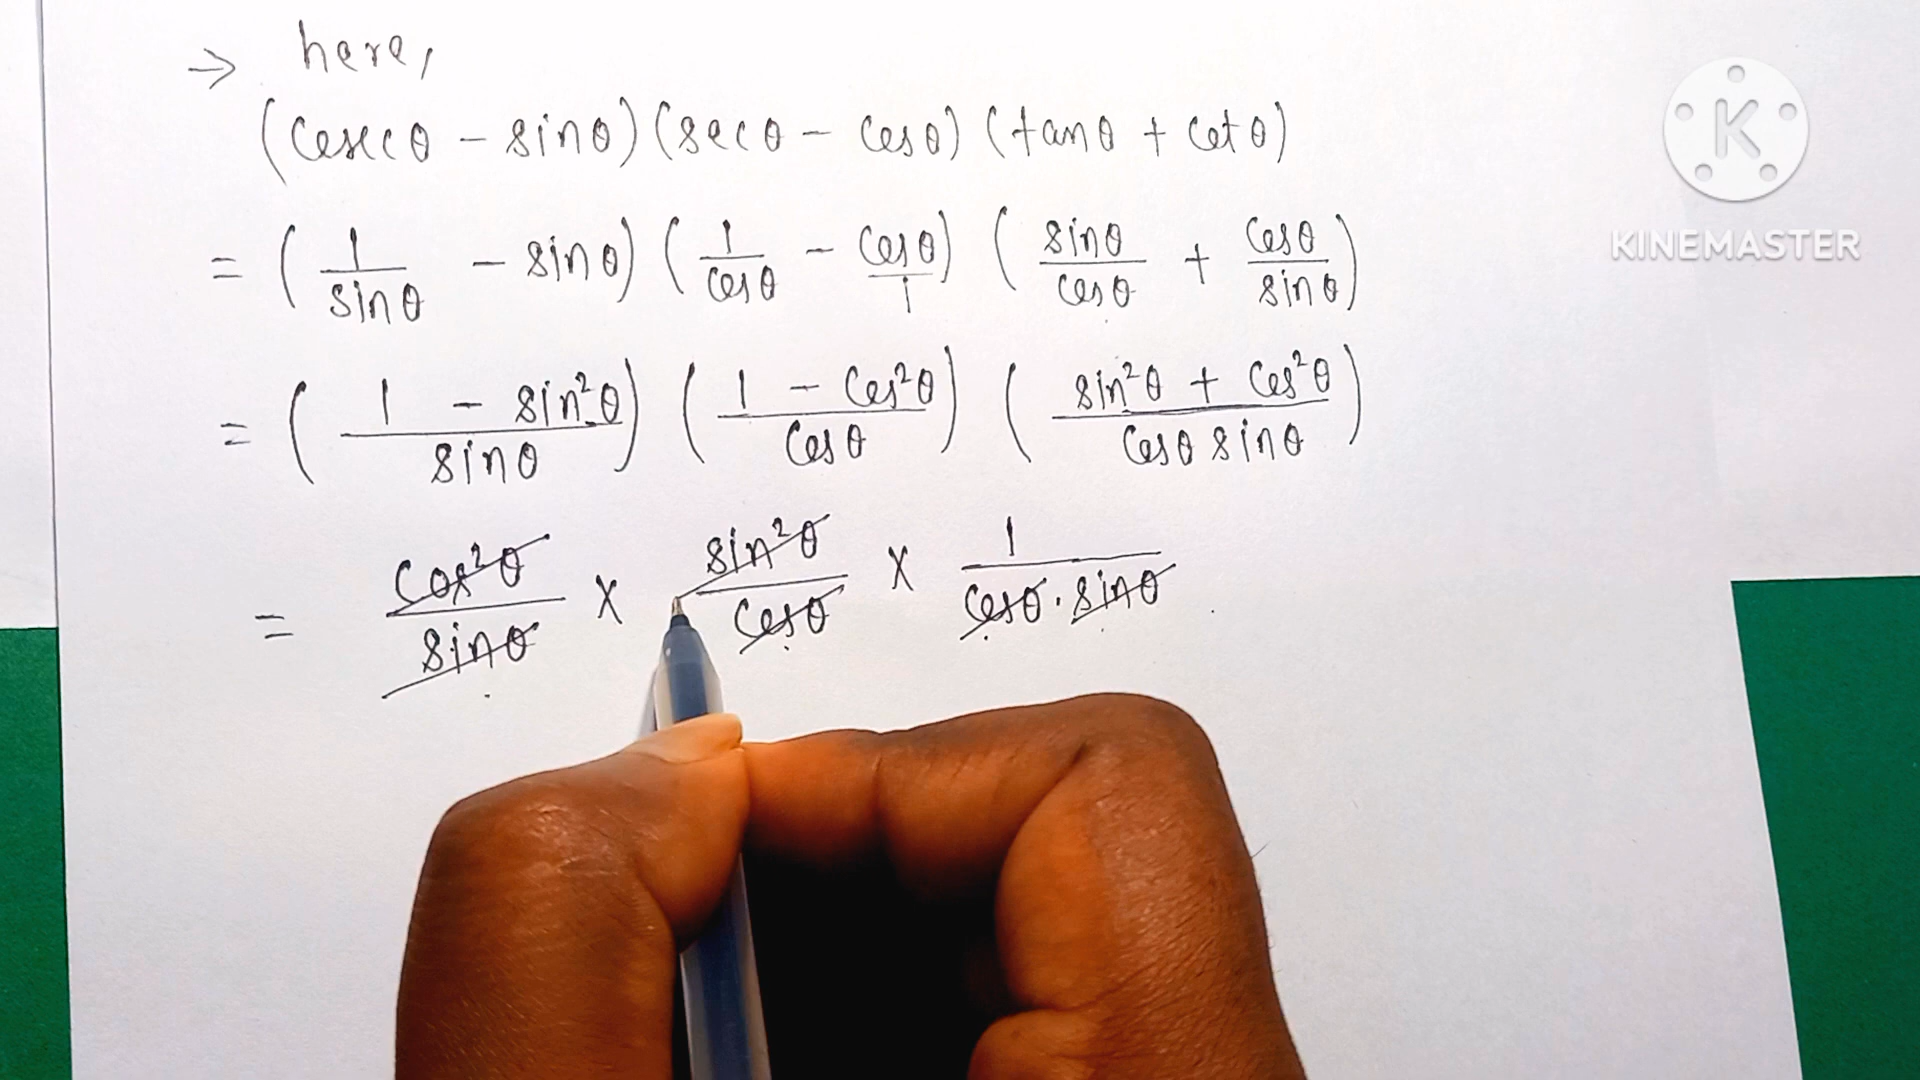 → here,
(cosecθ - sinθ) (secθ - cosθ) (tanθ + cotθ)
= (1/sinθ - sinθ) (1/cosθ - cosθ/1) (sinθ/cosθ + cosθ/sinθ)
= (1 - sin²θ/sinθ) (1 - cos²θ/cosθ) (sin²θ + cos²θ/cosθ sinθ)
= cos²θ/sinθ × sin²θ/cosθ × 1/cosθ · sinθ
K
KINEMASTER